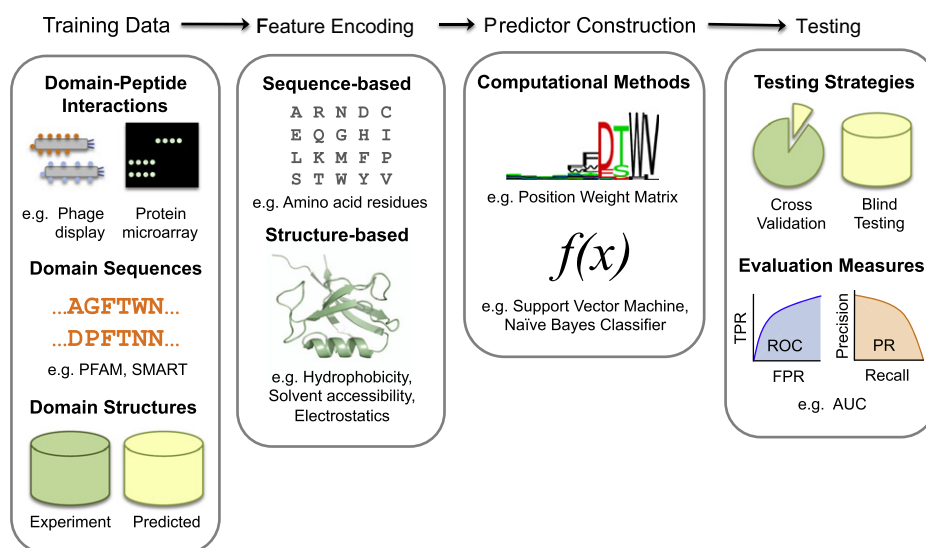 Training Data
Feature Encoding
Predictor Construction
Testing
Domain-Peptide
Interactions
e.g. Phage
display
Protein
microarray
Domain Sequences
...AGFTWN...
...DPFTNN...
e.g. PFAM, SMART
Domain Structures
Experiment
Predicted
Sequence-based
A R N D C
E Q G H I
L K M F P
S T W Y V
e.g. Amino acid residues
Structure-based
e.g. Hydrophobicity,
Solvent accessibility,
Electrostatics
Computational Methods
F D T W V
E S
e.g. Position Weight Matrix
f(x)
e.g. Support Vector Machine,
Naïve Bayes Classifier
Testing Strategies
Cross
Validation
Blind
Testing
Evaluation Measures
TPR
ROC
FPR
Precision
PR
Recall
e.g. AUC